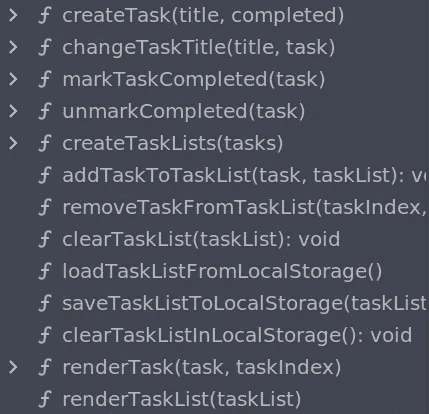 createTask(title, completed)
changeTaskTitle(title, task)
markTaskCompleted(task)
unmarkCompleted(task)
createTaskLists(tasks)
addTaskToTaskList(task, taskList): v
removeTaskFromTaskList(taskIndex,
clearTaskList(taskList): void
loadTaskListFromLocalStorage()
saveTaskListToLocalStorage(taskList
clearTaskListInLocalStorage(): void
renderTask(task, taskIndex)
renderTaskList(taskList)